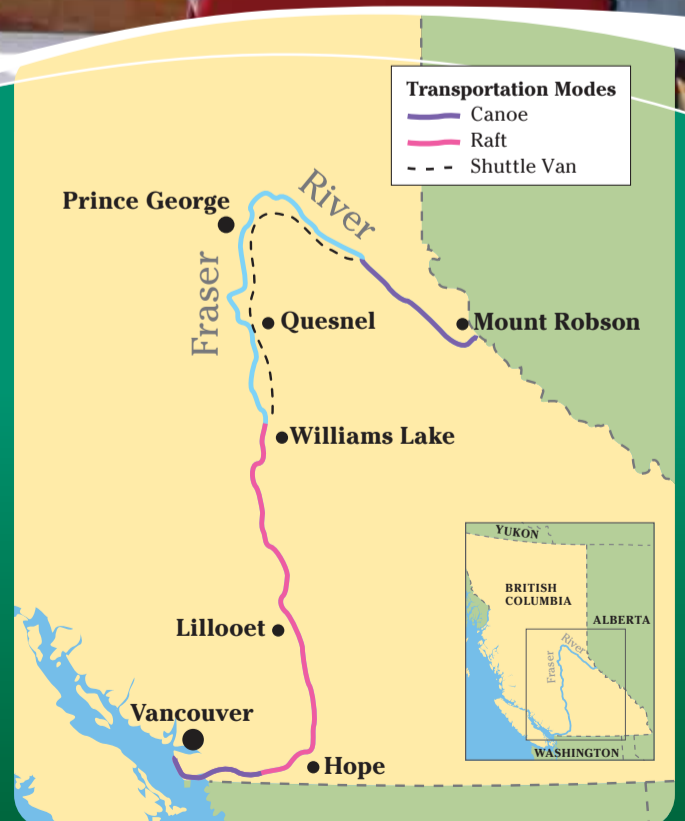 Transportation Modes
Canoe
Raft
Shuttle Van
River
Prince George
Fraser
Quesnel
Mount Robson
Williams Lake
Lillooet
Vancouver
Hope
YUKON
BRITISH
COLUMBIA
ALBERTA
River
Fraser
WASHINGTON